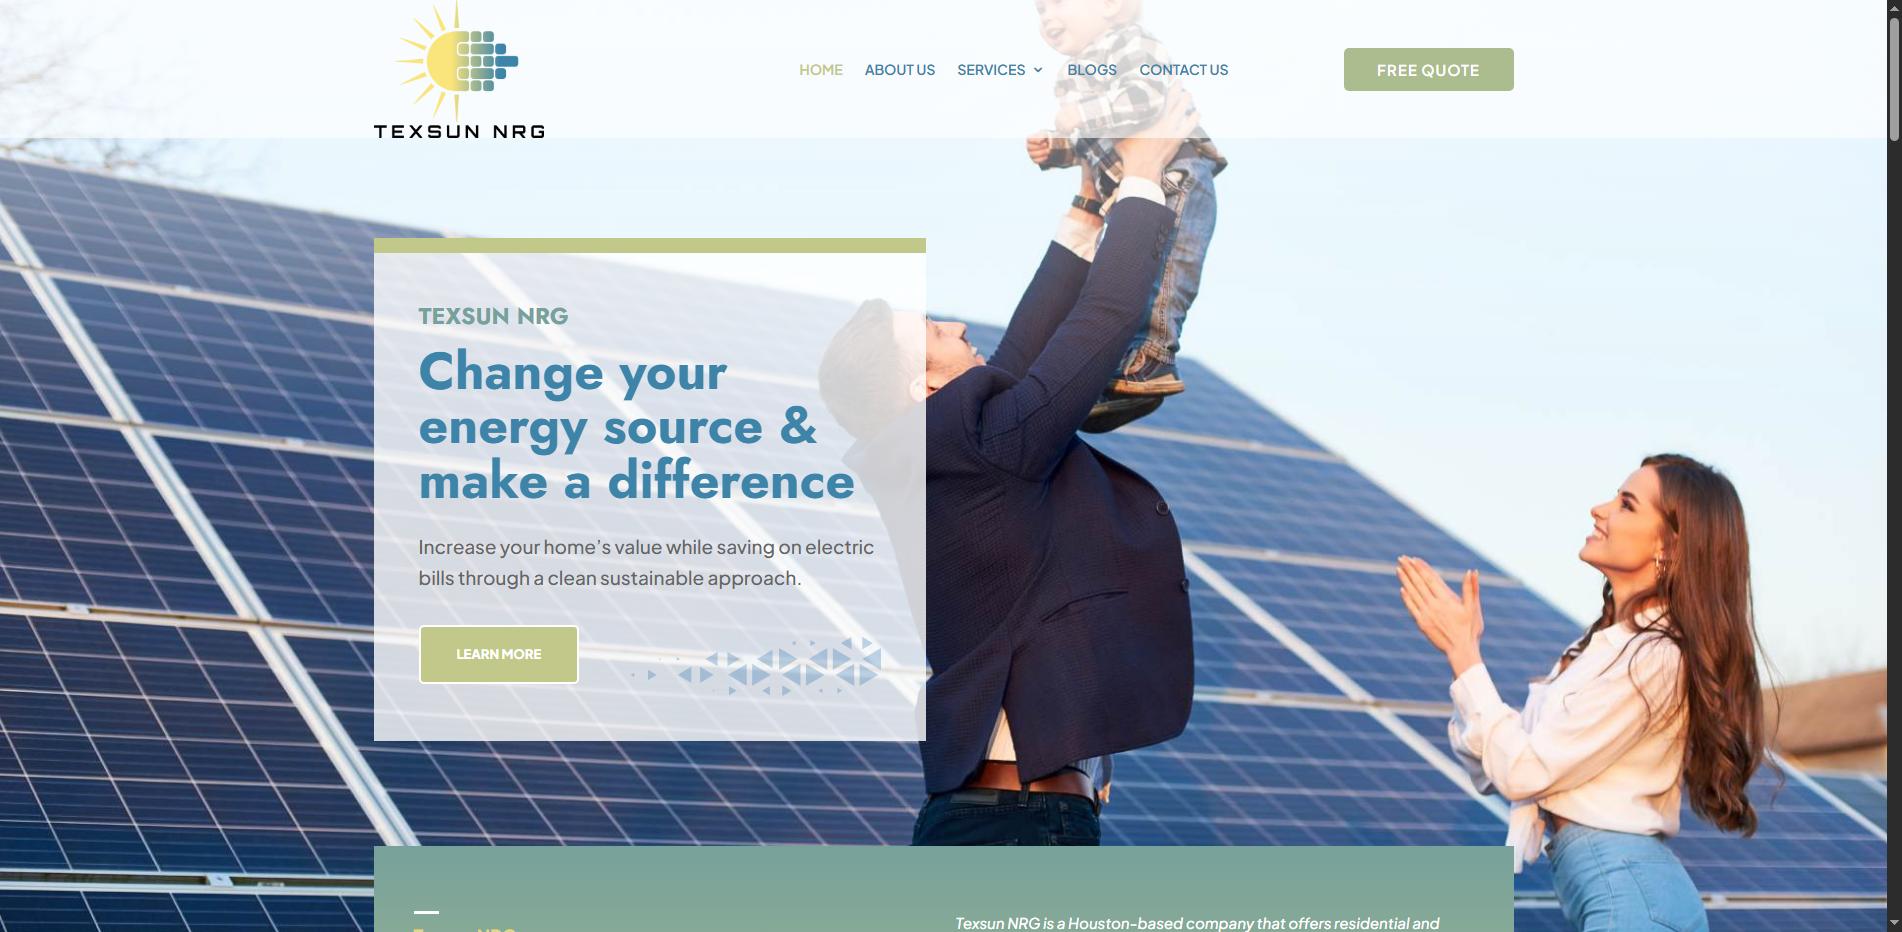 TEXSUN NRG
HOME ABOUT US SERVICES BLOGS CONTACT US
FREE QUOTE
TEXSUN NRG
Change your
energy source &
make a difference
Increase your home's value while saving on electric
bills through a clean sustainable approach.
LEARN MORE
Texsun NRG is a Houston-based company that offers residential and